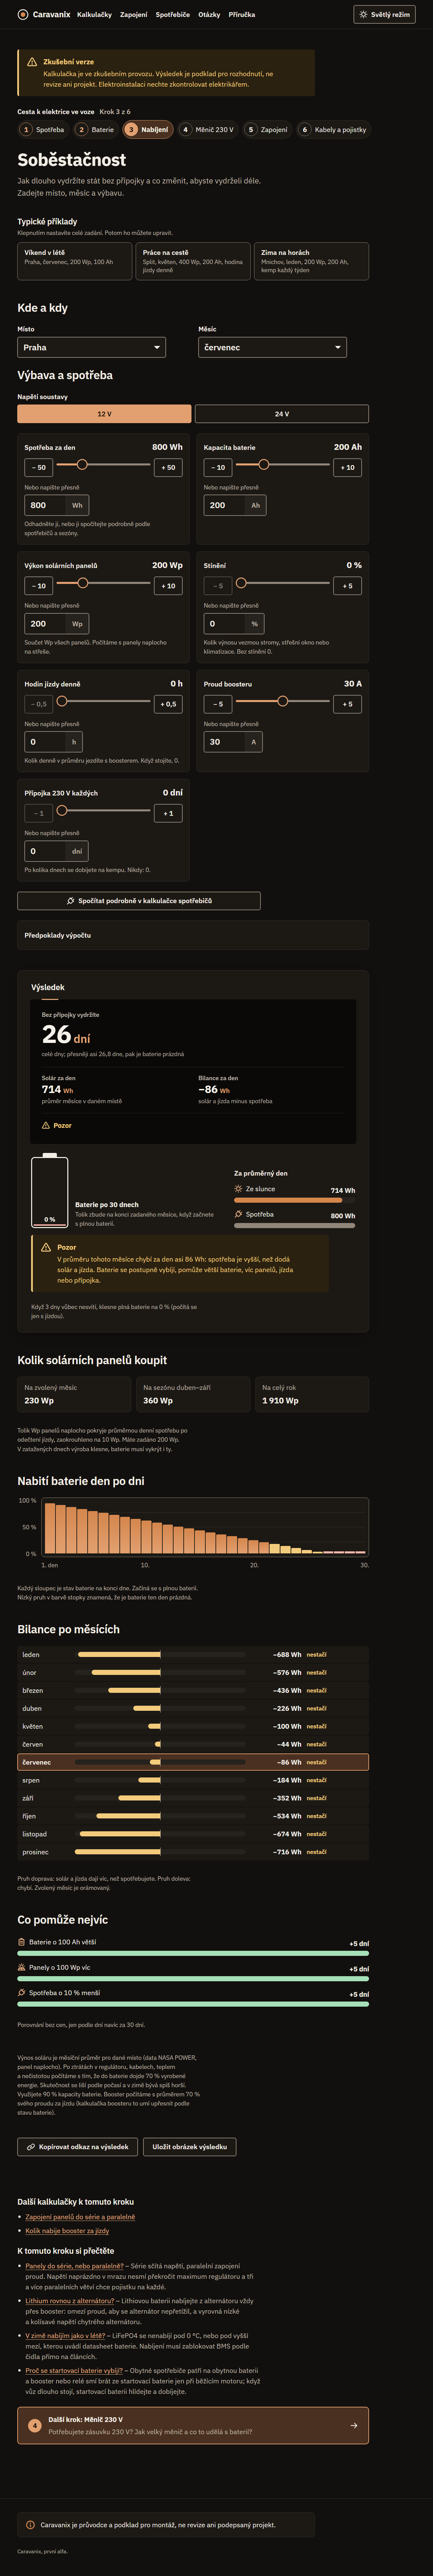 Caravanix Kalkulačky Zapojení Spotřebiče Otázky Příručka Světlý režim
Zkušební verze
Kalkulačka je ve zkušebním provozu. Výsledek je podklad pro rozhodnutí, ne
revize ani projekt. Elektroinstalaci nechte zkontrolovat elektrikářem.
Cesta k elektrice ve voze Krok 3 z 6
1 Spotřeba 2 Baterie 3 Nabíjení 4 Měnič 230 V 5 Zapojení 6 Kabely a pojistky
Soběstačnost
Jak dlouho vydržíte stát bez přípojky a co změnit, abyste vydrželi déle.
Zadejte místo, měsíc a výbavu.
Typické příklady
Klepnutím nastavíte celé zadání. Potom ho můžete upravit.
Víkend v létě
Praha, červenec, 200 Wp, 100 Ah
Práce na cestě
Split, květen, 400 Wp, 200 Ah, hodina
jízdy denně
Zima na horách
Mnichov, leden, 200 Wp, 200 Ah,
kemp každý týden
Kde a kdy
Místo
Praha
Měsíc
červenec
Výbava a spotřeba
Napětí soustavy
12 V
24 V
Spotřeba za den 800 Wh
− 50 + 50
Nebo napište přesně
800 Wh
Odhadněte ji, nebo ji spočítejte podrobně podle
spotřebičů a sezóny.
Kapacita baterie 200 Ah
− 10 + 10
Nebo napište přesně
200 Ah
Výkon solárních panelů 200 Wp
− 10 + 10
Nebo napište přesně
200 Wp
Součet Wp všech panelů. Počítáme s panely naplocho
na střeše.
Stínění 0 %
− 5 + 5
Nebo napište přesně
0 %
Kolik výnosu vezmou stromy, střešní okno nebo
klimatizace. Bez stínění 0.
Hodin jízdy denně 0 h
− 0,5 + 0,5
Nebo napište přesně
0 h
Kolik denně v průměru jezdíte s boosterem. Když stojíte, 0.
Proud boosteru 30 A
− 5 + 5
Nebo napište přesně
30 A
Přípojka 230 V každých 0 dní
− 1 + 1
Nebo napište přesně
0 dní
Po kolika dnech se dobijete na kempu. Nikdy: 0.
Spočítat podrobně v kalkulačce spotřebičů
Předpoklady výpočtu
Výsledek
Bez přípojky vydržíte
26 dní
celé dny; přesněji asi 26,8 dne, pak je baterie prázdná
Solár za den
714 Wh
průměr měsíce v daném místě
Bilance za den
−86 Wh
solár a jízda minus spotřeba
Pozor
0 %
Baterie po 30 dnech
Tolik zbude na konci zadaného měsíce, když začnete
s plnou baterií.
Za průměrný den
Ze slunce 714 Wh
Spotřeba 800 Wh
Pozor
V průměru tohoto měsíce chybí za den asi 86 Wh: spotřeba je vyšší, než dodá
solár a jízda. Baterie se postupně vybíjí, pomůže větší baterie, víc panelů, jízda
nebo přípojka.
Když 3 dny vůbec nesvítí, klesne plná baterie na 0 % (počítá se
jen s jízdou).
Kolik solárních panelů koupit
Na zvolený měsíc
230 Wp
Na sezónu duben–září
360 Wp
Na celý rok
1 910 Wp
Tolik Wp panelů naplocho pokryje průměrnou denní spotřebu po
odečtení jízdy, zaokrouhleno na 10 Wp. Máte zadáno 200 Wp.
V zatažených dnech výroba klesne, baterie musí vykrýt i ty.
Nabití baterie den po dni
100 %
50 %
0 %
1. den 10. 20. 30.
Každý sloupec je stav baterie na konci dne. Začíná se s plnou baterií.
Nízký pruh v barvě stopky znamená, že je baterie ten den prázdná.
Bilance po měsících
leden −688 Wh nestačí
únor −576 Wh nestačí
březen −436 Wh nestačí
duben −226 Wh nestačí
květen −100 Wh nestačí
červen −44 Wh nestačí
červenec −86 Wh nestačí
srpen −184 Wh nestačí
září −352 Wh nestačí
říjen −534 Wh nestačí
listopad −674 Wh nestačí
prosinec −716 Wh nestačí
Pruh doprava: solár a jízda dají víc, než spotřebujete. Pruh doleva:
chybí. Zvolený měsíc je orámovaný.
Co pomůže nejvíc
Baterie o 100 Ah větší +5 dní
Panely o 100 Wp víc +5 dní
Spotřeba o 10 % menší +5 dní
Porovnání bez cen, jen podle dní navíc za 30 dní.
Výnos soláru je měsíční průměr pro dané místo (data NASA POWER,
panel naplocho). Po ztrátách v regulátoru, kabelech, teplem
a nečistotou počítáme s tím, že do baterie dojde 70 % vyrobené
energie. Skutečnost se liší podle počasí a v zimě bývá spíš horší.
Využijete 90 % kapacity baterie. Booster počítáme s průměrem 70 %
svého proudu za jízdu (kalkulačka boosteru to umí upřesnit podle
stavu baterie).
Kopírovat odkaz na výsledek Uložit obrázek výsledku
Další kalkulačky k tomuto kroku
• Zapojení panelů do série a paralelně
• Kolik nabije booster za jízdy
K tomuto kroku si přečtěte
• Panely do série, nebo paralelně? – Série sčítá napětí, paralelní zapojení
proud. Napětí naprázdno v mrazu nesmí překročit maximum regulátoru a tři
a více paralelních větví chce pojistku na každé.
• Lithium rovnou z alternátoru? – Lithiovou baterii nabíjejte z alternátoru vždy
přes booster: omezí proud, aby se alternátor nepřetížil, a vyrovná nízké
a kolísavé napětí chytrého alternátoru.
• V zimě nabíjím jako v létě? – LiFePO4 se nenabíjí pod 0 °C, nebo pod vyšší
mezí, kterou uvádí datasheet baterie. Nabíjení musí zablokovat BMS podle
čidla přímo na článcích.
• Proč se startovací baterie vybíjí? – Obytné spotřebiče patří na obytnou baterii
a booster nebo relé smí brát ze startovací baterie jen při běžícím motoru; když
vůz dlouho stojí, startovací baterii hlídejte a dobíjejte.
4 Další krok: Měnič 230 V
Potřebujete zásuvku 230 V? Jak velký měnič a co to udělá s baterií?
Caravanix je průvodce a podklad pro montáž, ne revize ani podepsaný projekt.
Caravanix, první alfa.